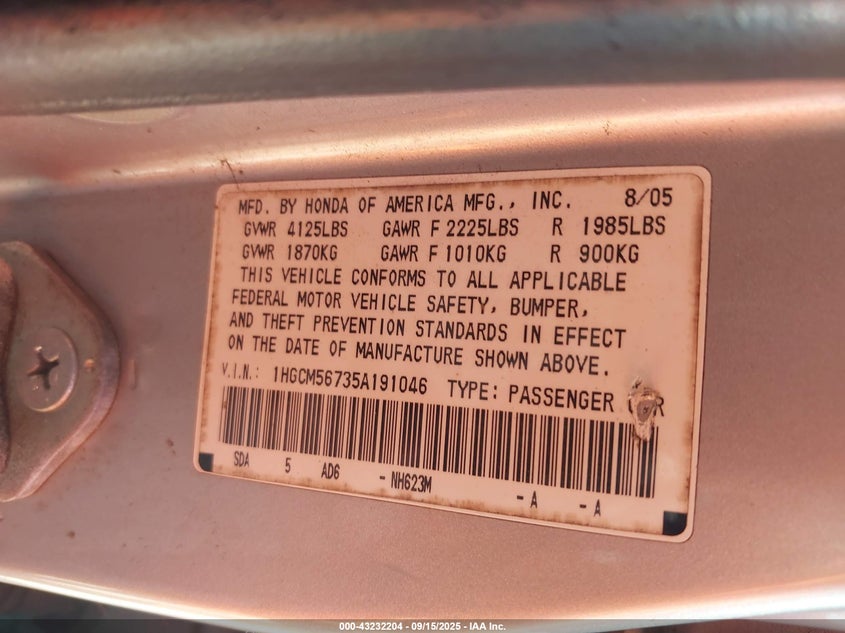 MFD. BY HONDA OF AMERICA MFG., INC. 8/05
GVWR 4125LBS GAWR F 2225LBS R 1985LBS
GVWR 1870KG GAWR F 1010KG R 900KG
THIS VEHICLE CONFORMS TO ALL APPLICABLE
FEDERAL MOTOR VEHICLE SAFETY, BUMPER,
AND THEFT PREVENTION STANDARDS IN EFFECT
ON THE DATE OF MANUFACTURE SHOWN ABOVE.
V.I.N.: 1HGCM56735A191046 TYPE: PASSENGER
SDA 5 AD6 - NH623M - A - A
000-43232204 - 09/15/2025 - IAA Inc.